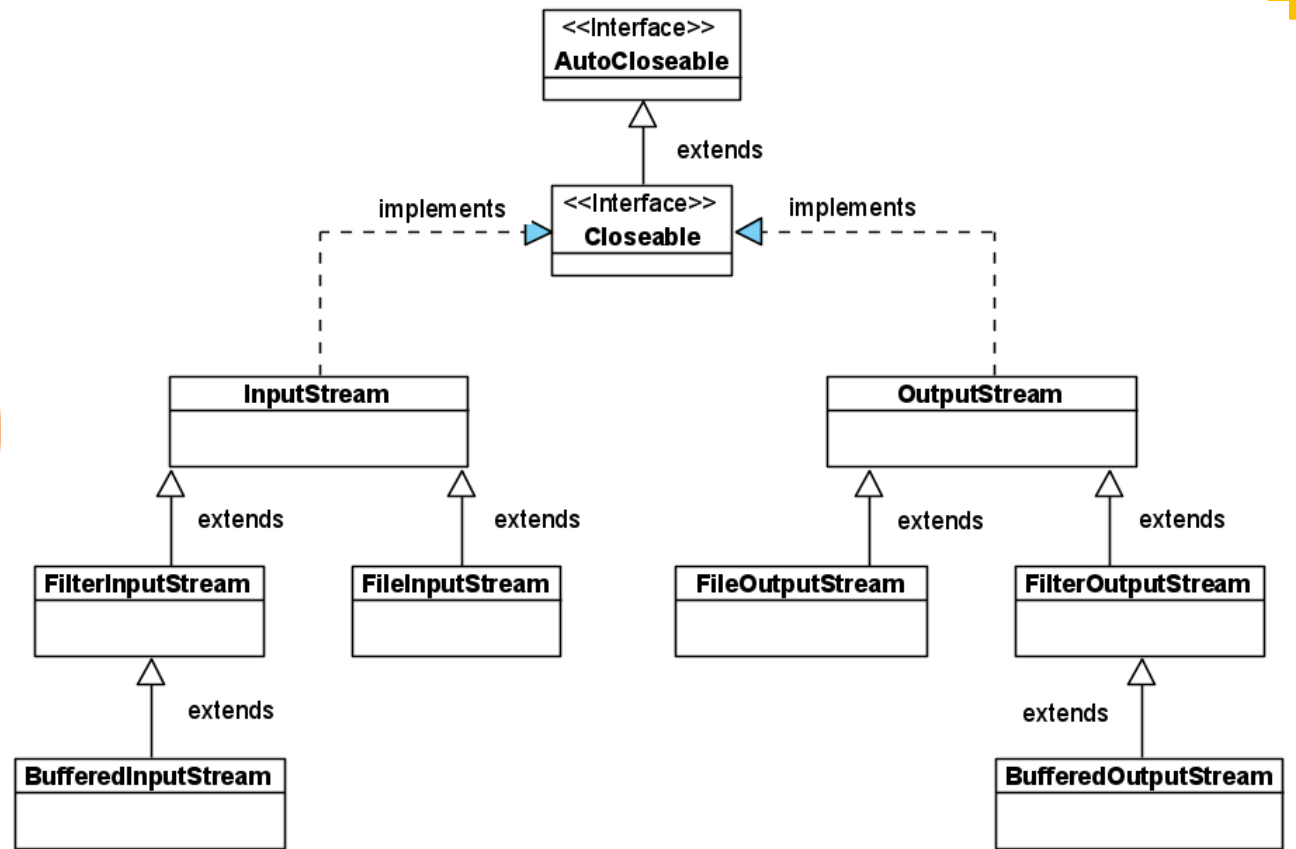 <<Interface>>
AutoCloseable
extends
implements
<<Interface>>
Closeable
implements
InputStream
OutputStream
extends
extends
extends
extends
FilterInputStream
FileInputStream
FileOutputStream
FilterOutputStream
extends
extends
BufferedInputStream
BufferedOutputStream